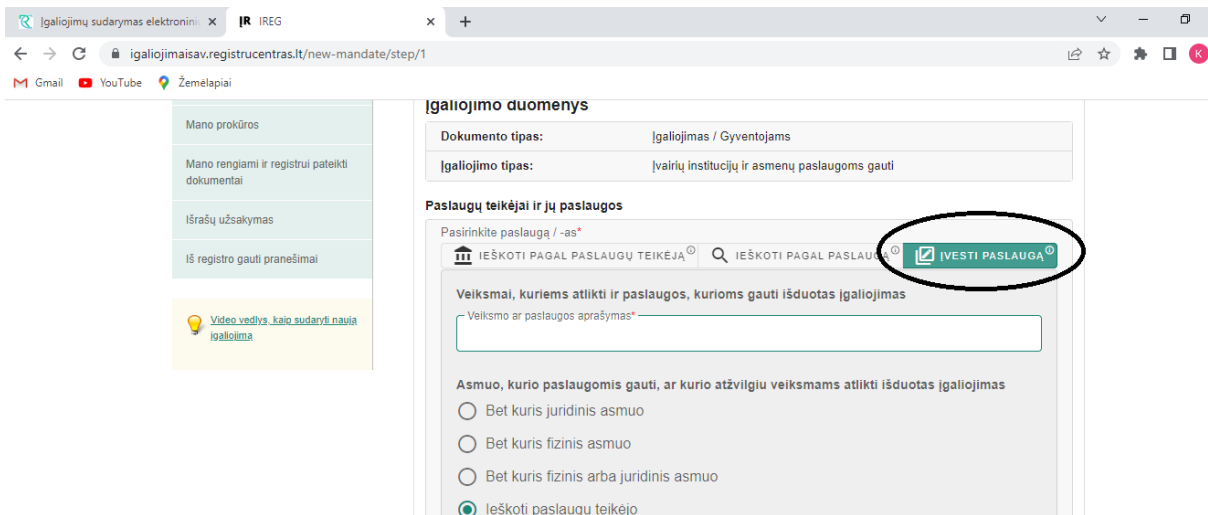 Įgaliojimų sudarymas elektronini
IREG
igaliojimaisav.registrucentras.lt/new-mandate/step/1
K
Gmail
YouTube
Žemėlapiai
Mano prokūros
Mano rengiami ir registrui pateikti
dokumentai
Išrašų užsakymas
Iš registro gauti pranešimai
Video vedlys, kaip sudaryti naują
įgaliojimą
Įgaliojimo duomenys
Dokumento tipas: Įgaliojimas / Gyventojams
Įgaliojimo tipas: Įvairių institucijų ir asmenų paslaugoms gauti
Paslaugų teikėjai ir jų paslaugos
Pasirinkite paslaugą / -as*
IEŠKOTI PAGAL PASLAUGŲ TEIKĖJĄ IEŠKOTI PAGAL PASLAUGĄ ĮVESTI PASLAUGĄ
Veiksmai, kuriems atlikti ir paslaugos, kurioms gauti išduotas įgaliojimas
Veiksmo ar paslaugos aprašymas*
Asmuo, kurio paslaugomis gauti, ar kurio atžvilgiu veiksmams atlikti išduotas įgaliojimas
Bet kuris juridinis asmuo
Bet kuris fizinis asmuo
Bet kuris fizinis arba juridinis asmuo
Ieškoti paslaugų teikėjo